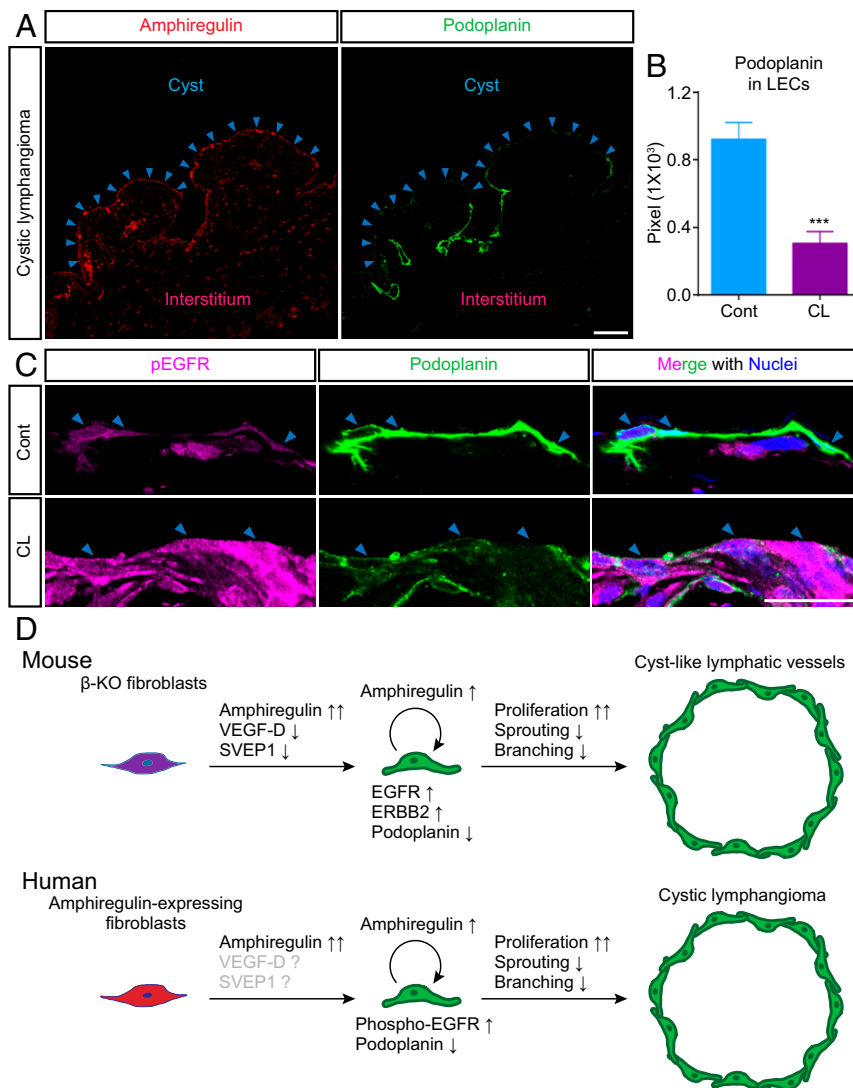 A
Amphiregulin
Podoplanin
Cystic lymphangioma
Cyst
Interstitium
Cyst
Interstitium
B
Podoplanin
in LECs
Pixel (1X10³)
1.2
0.8
0.4
0.0
***
Cont
CL
C
pEGFR
Podoplanin
Merge with Nuclei
Cont
CL
D
Mouse
β-KO fibroblasts
Amphiregulin ↑↑
VEGF-D ↓
SVEP1 ↓
Amphiregulin ↑
EGFR ↑
ERBB2 ↑
Podoplanin ↓
Proliferation ↑↑
Sprouting ↓
Branching ↓
Cyst-like lymphatic vessels
Human
Amphiregulin-expressing
fibroblasts
Amphiregulin ↑↑
VEGF-D ?
SVEP1 ?
Amphiregulin ↑
Phospho-EGFR ↑
Podoplanin ↓
Proliferation ↑↑
Sprouting ↓
Branching ↓
Cystic lymphangioma